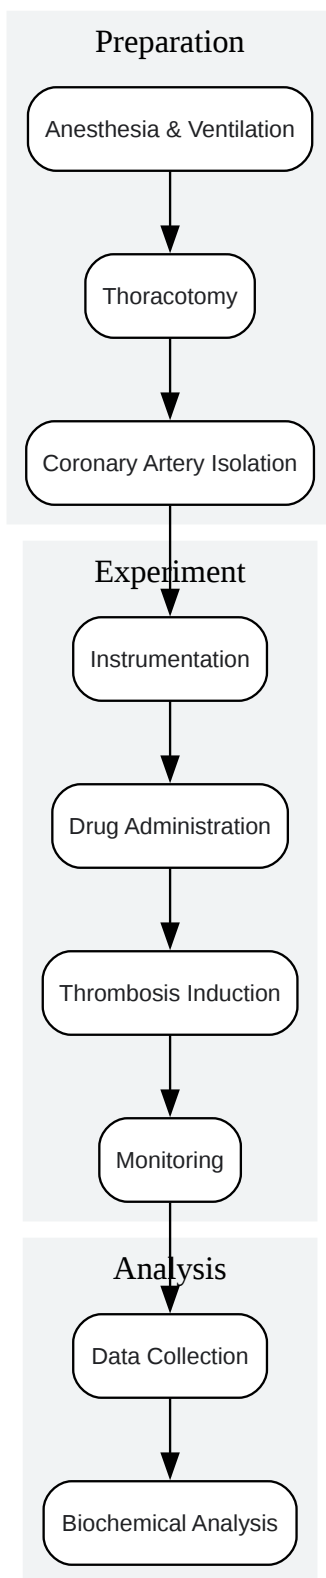 Preparation
Anesthesia & Ventilation
Thoracotomy
Coronary Artery Isolation
Experiment
Instrumentation
Drug Administration
Thrombosis Induction
Monitoring
Analysis
Data Collection
Biochemical Analysis